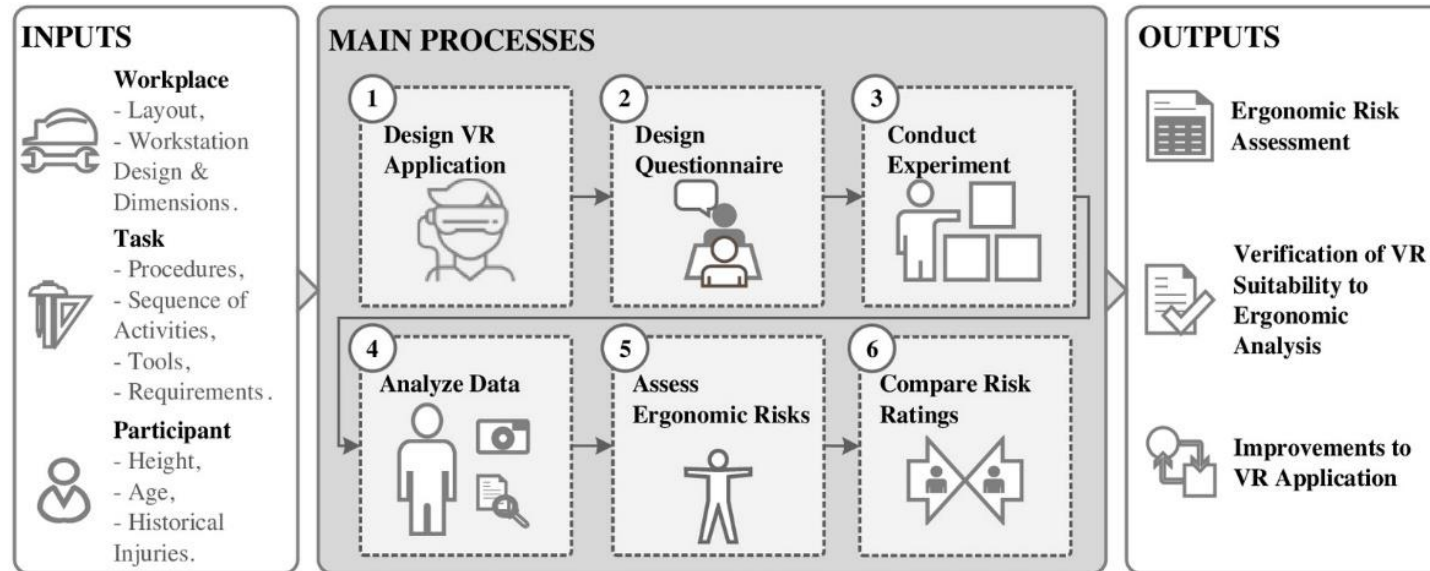 INPUTS
Workplace
- Layout,
- Workstation
Design &
Dimensions.
Task
- Procedures,
- Sequence of
Activities,
- Tools,
- Requirements.
Participant
- Height,
- Age,
- Historical
Injuries.
MAIN PROCESSES
1
Design VR
Application
2
Design
Questionnaire
3
Conduct
Experiment
4
Analyze Data
5
Assess
Ergonomic Risks
6
Compare Risk
Ratings
OUTPUTS
Ergonomic Risk
Assessment
Verification of VR
Suitability to
Ergonomic
Analysis
Improvements to
VR Application